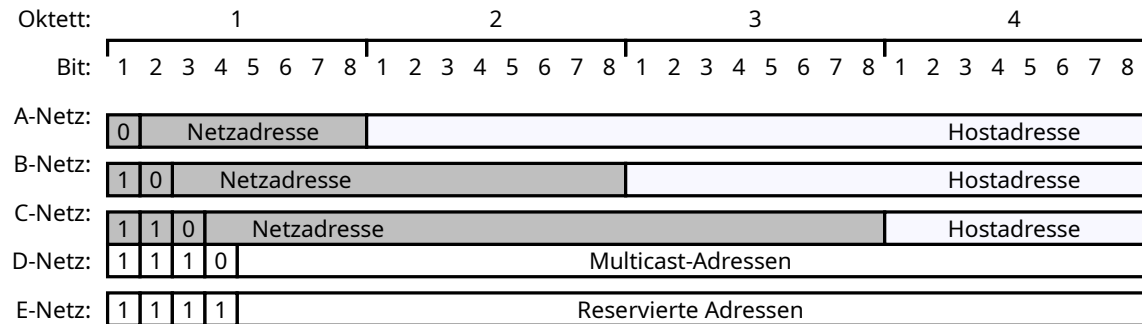 Oktett: 1 2 3 4
Bit: 1 2 3 4 5 6 7 8 1 2 3 4 5 6 7 8 1 2 3 4 5 6 7 8 1 2 3 4 5 6 7 8
A-Netz: 0 Netzadresse Hostadresse
B-Netz: 1 0 Netzadresse Hostadresse
C-Netz: 1 1 0 Netzadresse Hostadresse
D-Netz: 1 1 1 0 Multicast-Adressen
E-Netz: 1 1 1 1 Reservierte Adressen